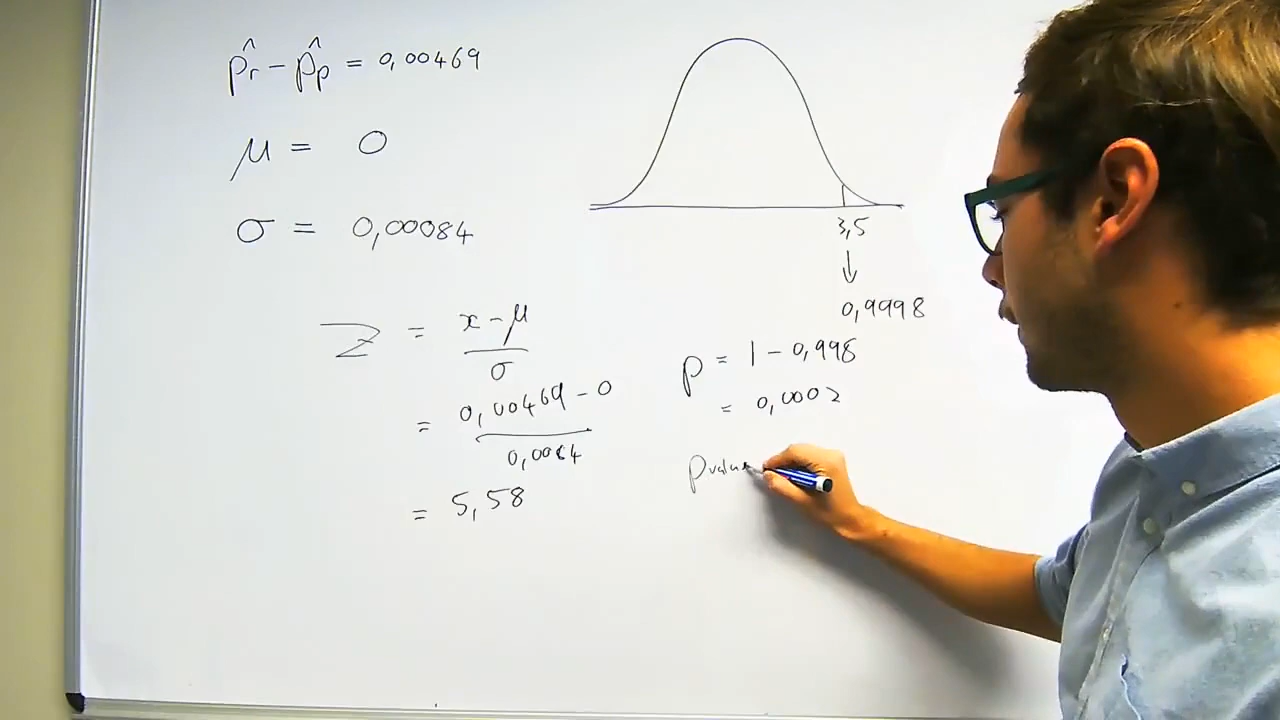 p̂r − p̂p = 0,00469
μ = 0
σ = 0,00084
Z = x − μ / σ
= 0,00469 − 0 / 0,0084
= 5,58
3,5
↓
0,9998
p = 1 − 0,998
= 0,0002
pvalu